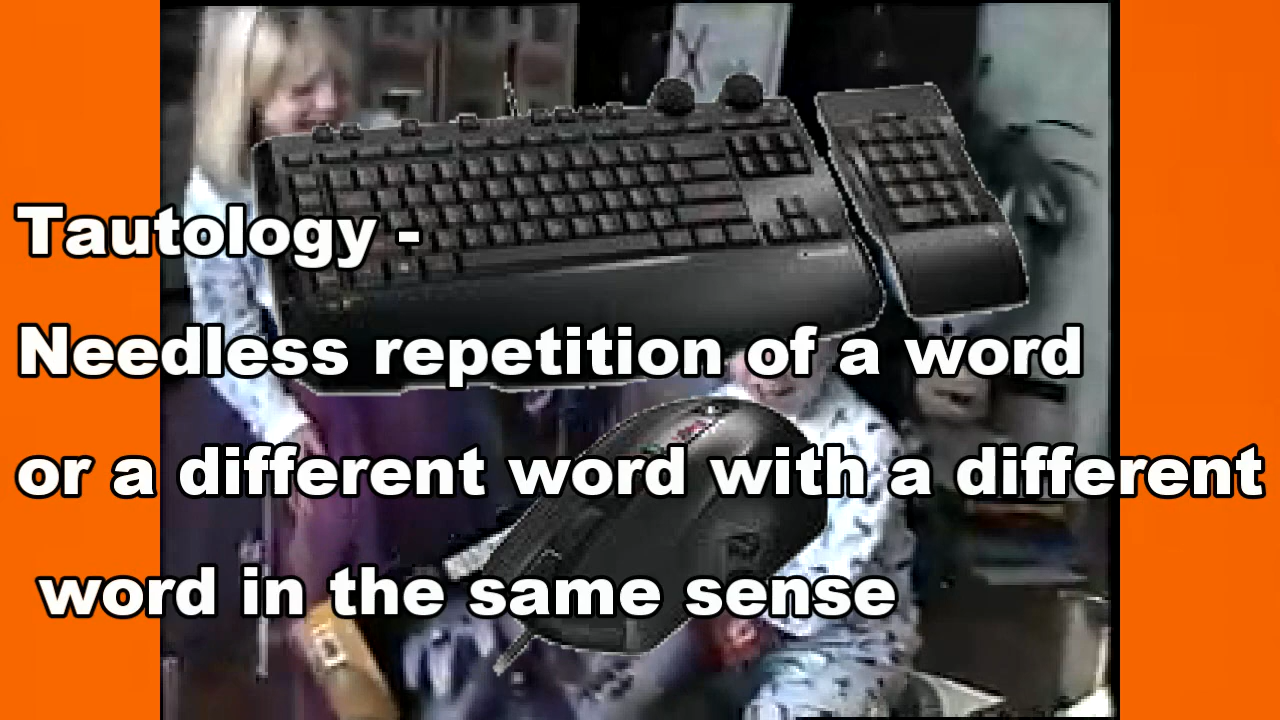 Tautology -
Needless repetition of a word
or a different word with a different
word in the same sense